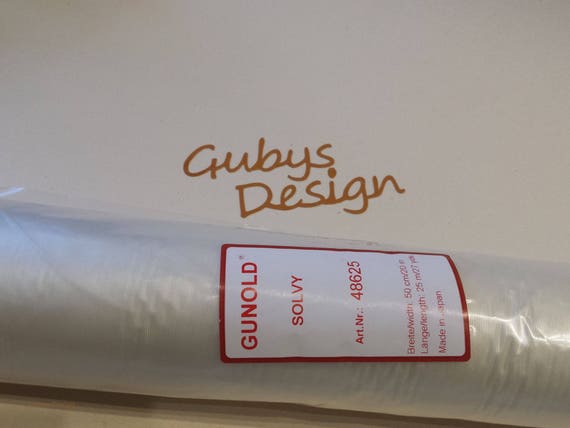 Gubys
Design
GUNOLD®
SOLVY
Art.Nr.: 48625
Breite/width: 50 cm/20 in
Länge/length: 25 m/27 yds
Made in Japan